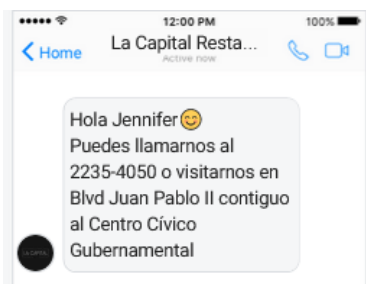 12:00 PM
100%
Home
La Capital Resta...
Active now
Hola Jennifer😊
Puedes llamarnos al
2235-4050 o visitarnos en
Blvd Juan Pablo II contiguo
al Centro Cívico
Gubernamental